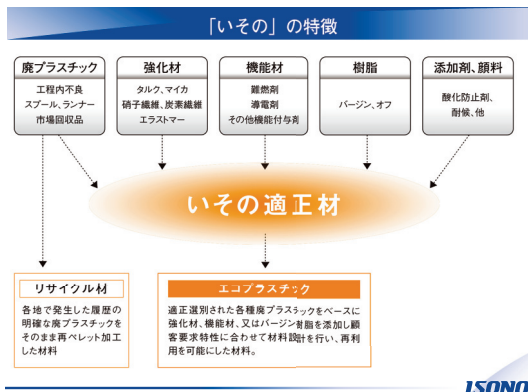 「いその」の特徴
廃プラスチック
工程内不良
スプール、ランナー
市場回収品
強化材
タルク、マイカ
硝子繊維、炭素繊維
エラストマー
機能材
難燃剤
導電剤
その他機能付与剤
樹脂
バージン、オフ
添加剤、顔料
酸化防止剤、
耐候、他
いその適正材
リサイクル材
各地で発生した履歴の
明確な廃プラスチックを
そのまま再ペレット加工
した材料
エコプラスチック
適正選別された各種廃プラスチックをベースに
強化材、機能材、又はバージン樹脂を添加し顧
客要求特性に合わせて材料設計を行い、再利
用を可能にした材料。
ISONO